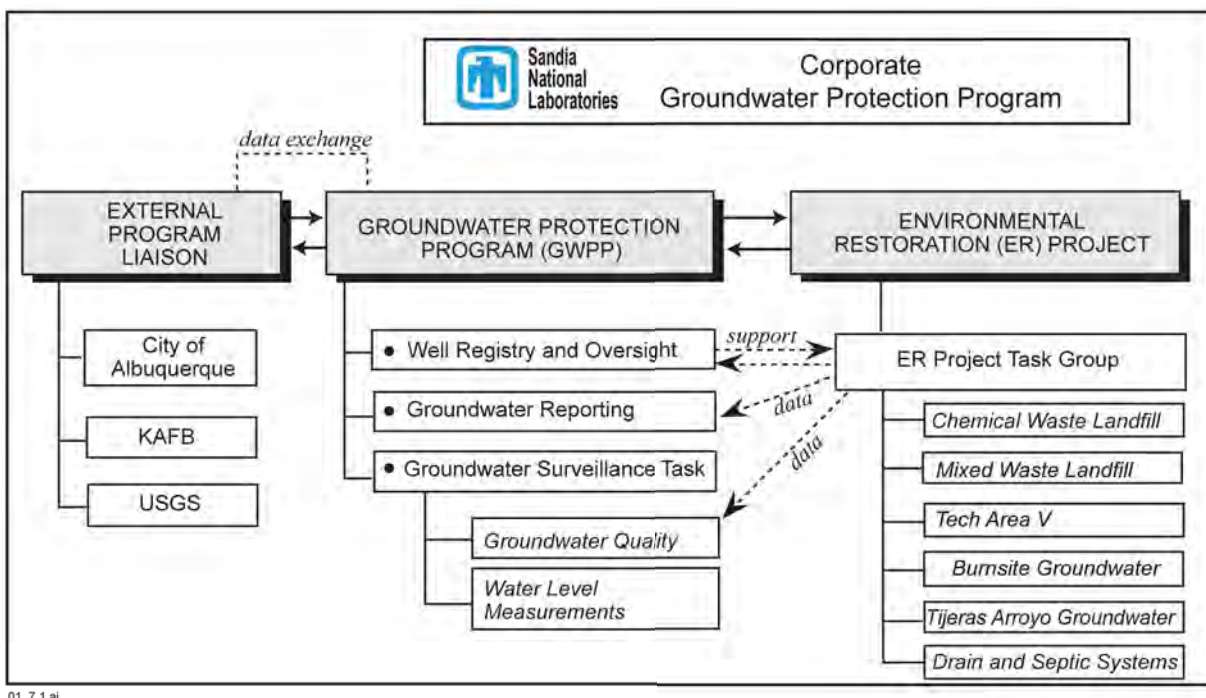 Sandia
National
Laboratories
Corporate
Groundwater Protection Program
data exchange
EXTERNAL
PROGRAM
LIAISON
GROUNDWATER PROTECTION
PROGRAM (GWPP)
ENVIRONMENTAL
RESTORATION (ER) PROJECT
City of
Albuquerque
KAFB
USGS
• Well Registry and Oversight
• Groundwater Reporting
• Groundwater Surveillance Task
Groundwater Quality
Water Level
Measurements
support
data
data
ER Project Task Group
Chemical Waste Landfill
Mixed Waste Landfill
Tech Area V
Burnsite Groundwater
Tijeras Arroyo Groundwater
Drain and Septic Systems
01_7.1.ai